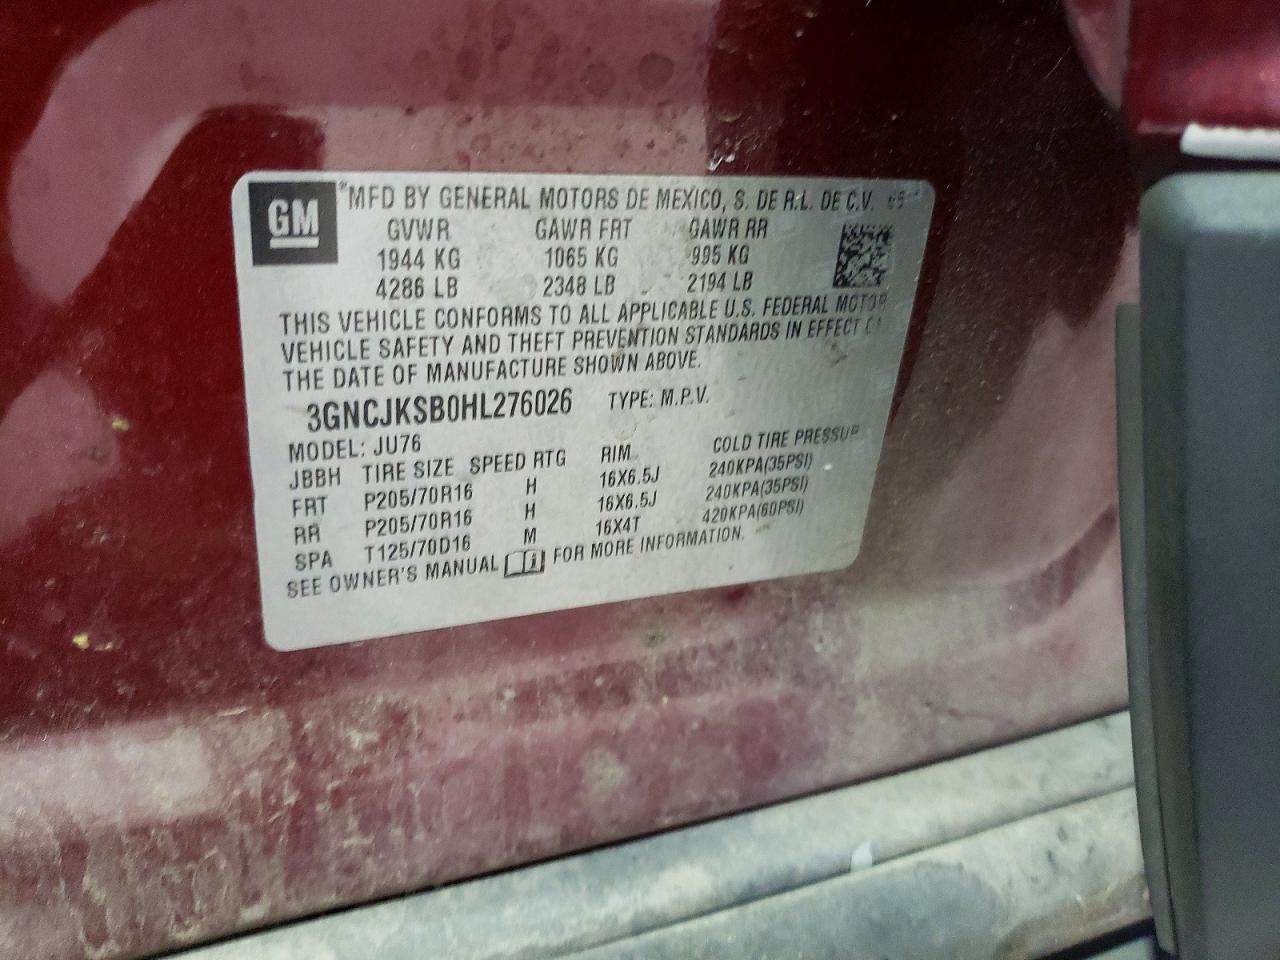 GM
®MFD BY GENERAL MOTORS DE MEXICO, S. DE R.L. DE C.V.
GVWR GAWR FRT GAWR RR
1944 KG 1065 KG 995 KG
4286 LB 2348 LB 2194 LB
THIS VEHICLE CONFORMS TO ALL APPLICABLE U.S. FEDERAL MOTOR
VEHICLE SAFETY AND THEFT PREVENTION STANDARDS IN EFFECT
THE DATE OF MANUFACTURE SHOWN ABOVE.
3GNCJKSB0HL276026 TYPE: M.P.V.
MODEL: JU76
JBBH TIRE SIZE SPEED RTG RIM COLD TIRE PRESSUR
FRT P205/70R16 H 16X6.5J 240KPA(35PSI)
RR P205/70R16 H 16X6.5J 240KPA(35PSI)
SPA T125/70D16 M 16X4T 420KPA(60PSI)
SEE OWNER'S MANUAL FOR MORE INFORMATION.